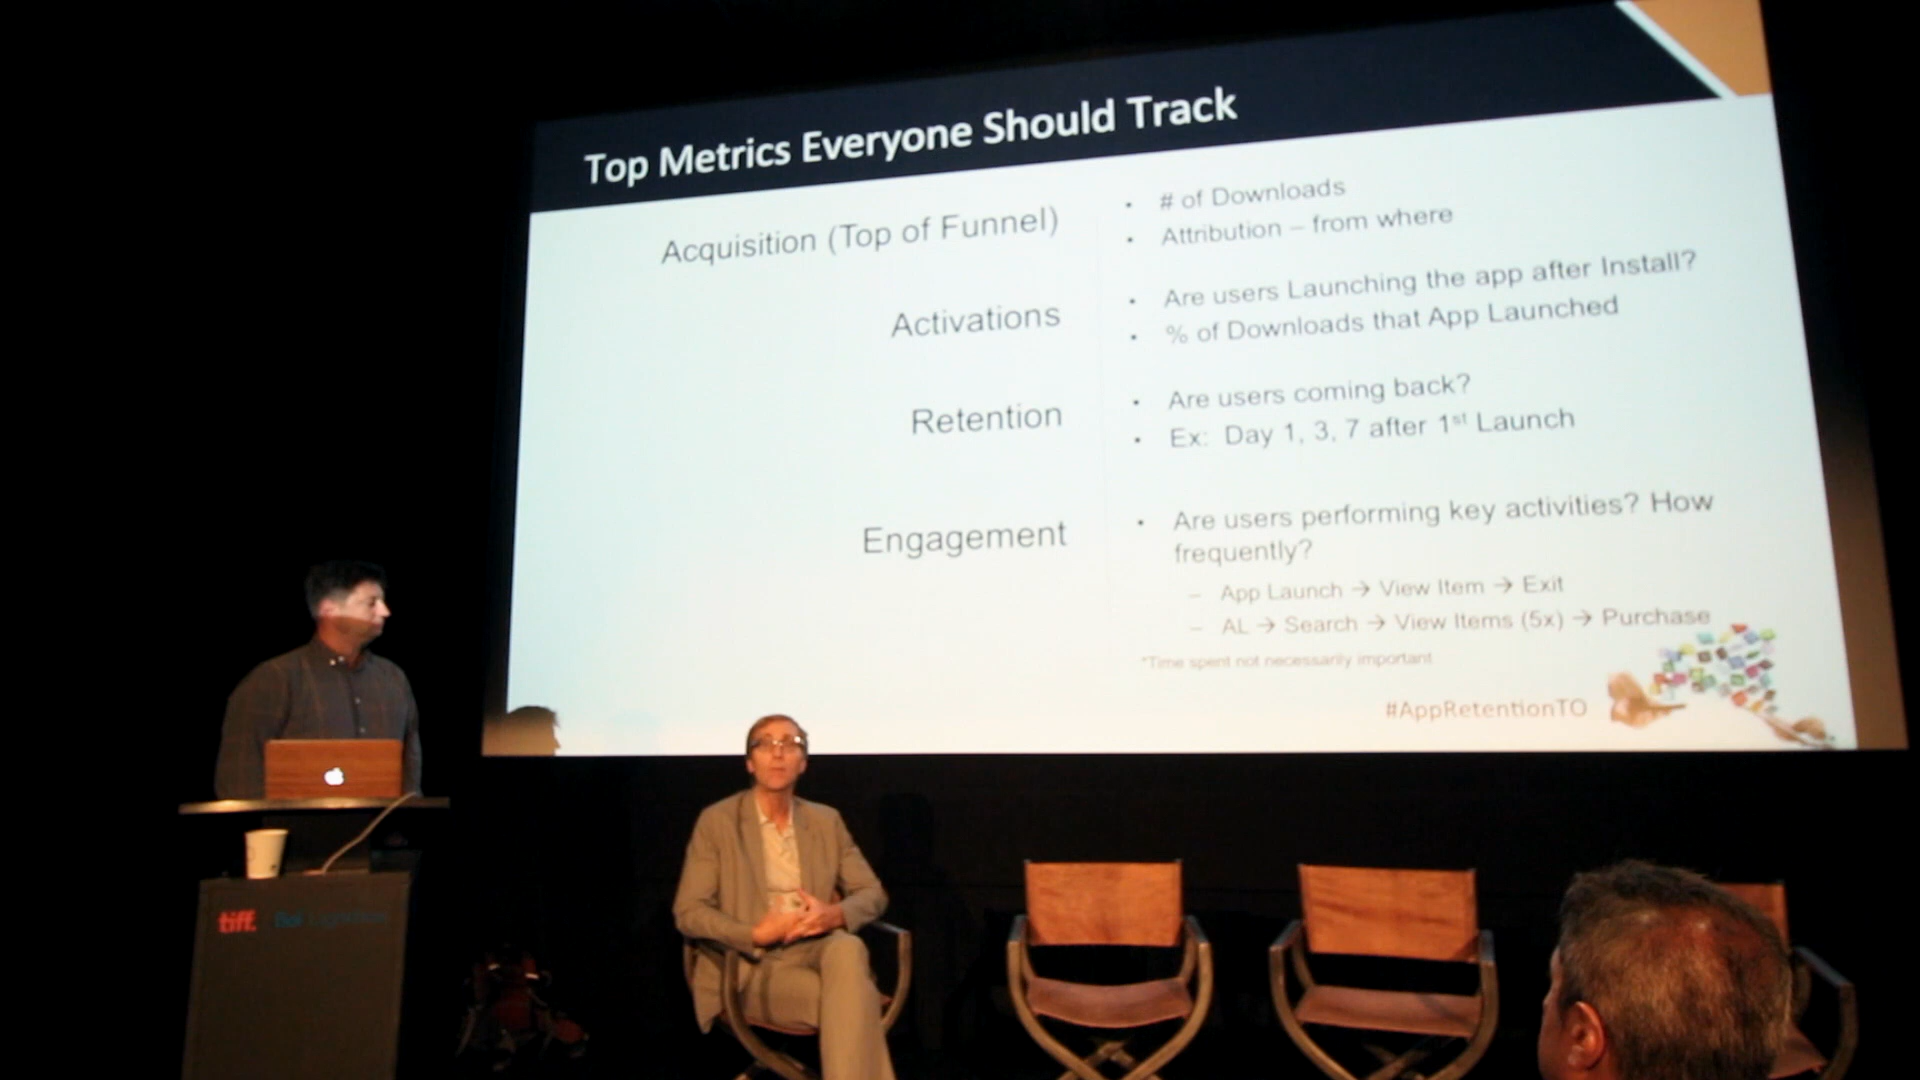 Top Metrics Everyone Should Track
Acquisition (Top of Funnel)
• # of Downloads
• Attribution – from where
Activations
• Are users Launching the app after Install?
• % of Downloads that App Launched
Retention
• Are users coming back?
• Ex: Day 1, 3, 7 after 1st Launch
Engagement
• Are users performing key activities? How
frequently?
– App Launch → View Item → Exit
– AL → Search → View Items (5x) → Purchase
*Time spent not necessarily important
#AppRetentionTO
tiff. Bell Lightbox